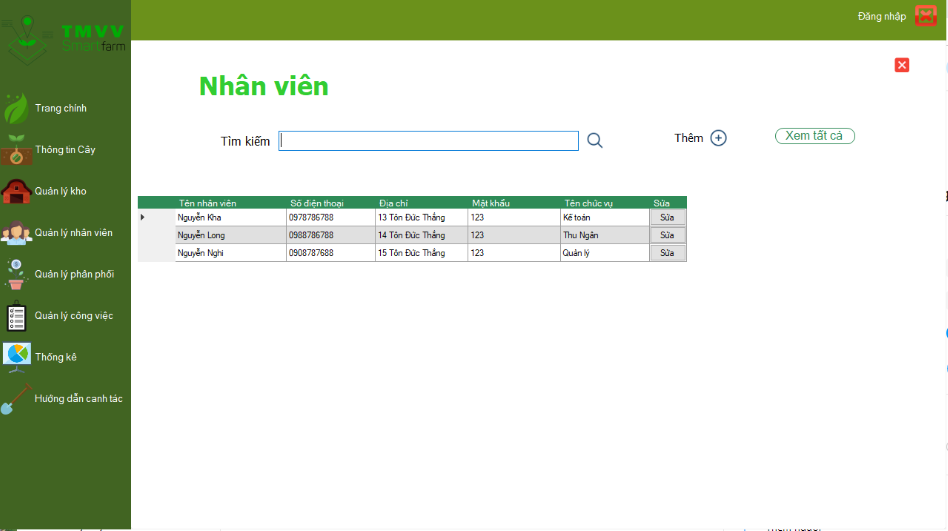 TMVV
Smart farm
Đăng nhập
Nhân viên
Trang chính
Thông tin Cây
Quản lý kho
Quản lý nhân viên
Quản lý phân phối
Quản lý công việc
Thống kê
Hướng dẫn canh tác
Tìm kiếm
Thêm
Xem tất cả
Tên nhân viên Số điện thoại Địa chỉ Mật khẩu Tên chức vụ Sửa
Nguyễn Kha 0978786788 13 Tôn Đức Thắng 123 Kế toán Sửa
Nguyễn Long 0988786788 14 Tôn Đức Thắng 123 Thu Ngân Sửa
Nguyễn Nghi 0908787688 15 Tôn Đức Thắng 123 Quản lý Sửa